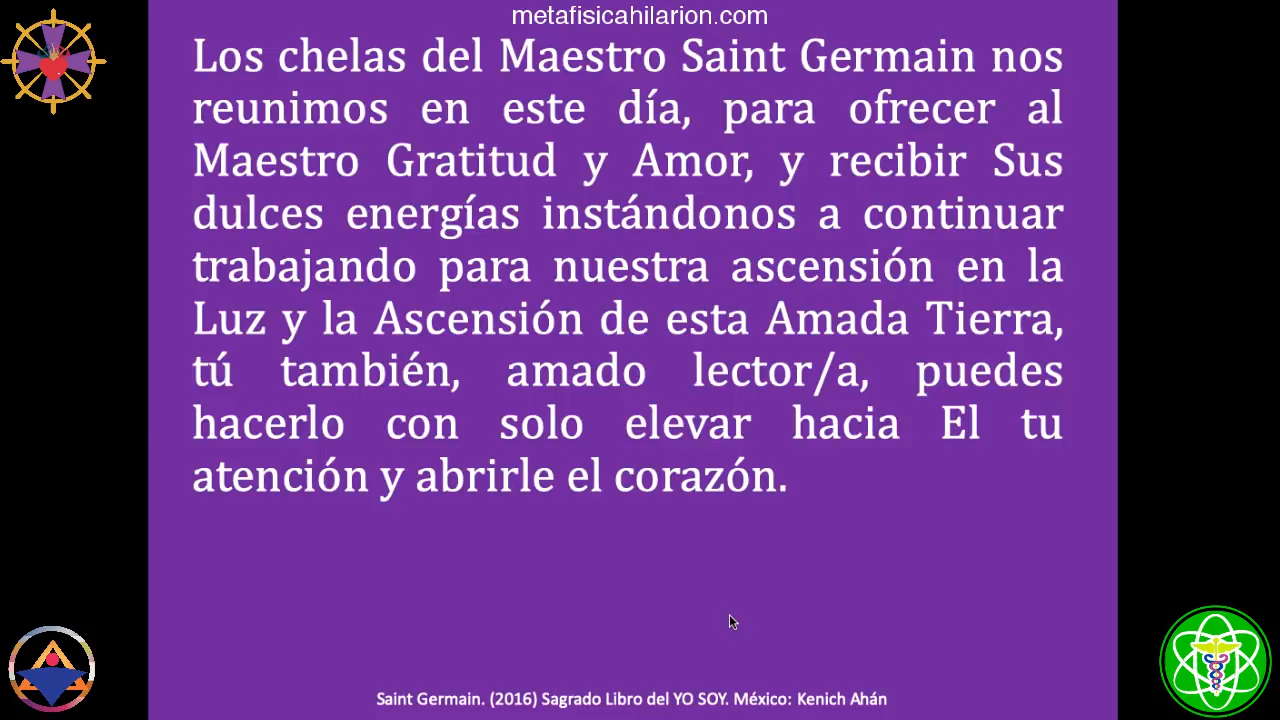 metafisicahilarion.com
Los chelas del Maestro Saint Germain nos
reunimos en este día, para ofrecer al
Maestro Gratitud y Amor, y recibir Sus
dulces energías instándonos a continuar
trabajando para nuestra ascensión en la
Luz y la Ascensión de esta Amada Tierra,
tú también, amado lector/a, puedes
hacerlo con solo elevar hacia El tu
atención y abrirle el corazón.
Saint Germain. (2016) Sagrado Libro del YO SOY. México: Kenich Ahán